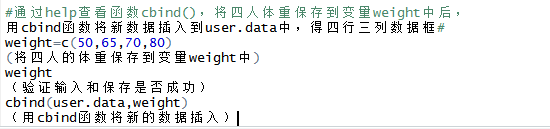 #通过help查看函数cbind()，将四人体重保存到变量weight中后，
用cbind函数将新数据插入到user.data中，得四行三列数据框#
weight=c(50,65,70,80)
(将四人的体重保存到变量weight中)
weight
（验证输入和保存是否成功）
cbind(user.data,weight)
（用cbind函数将新的数据插入）